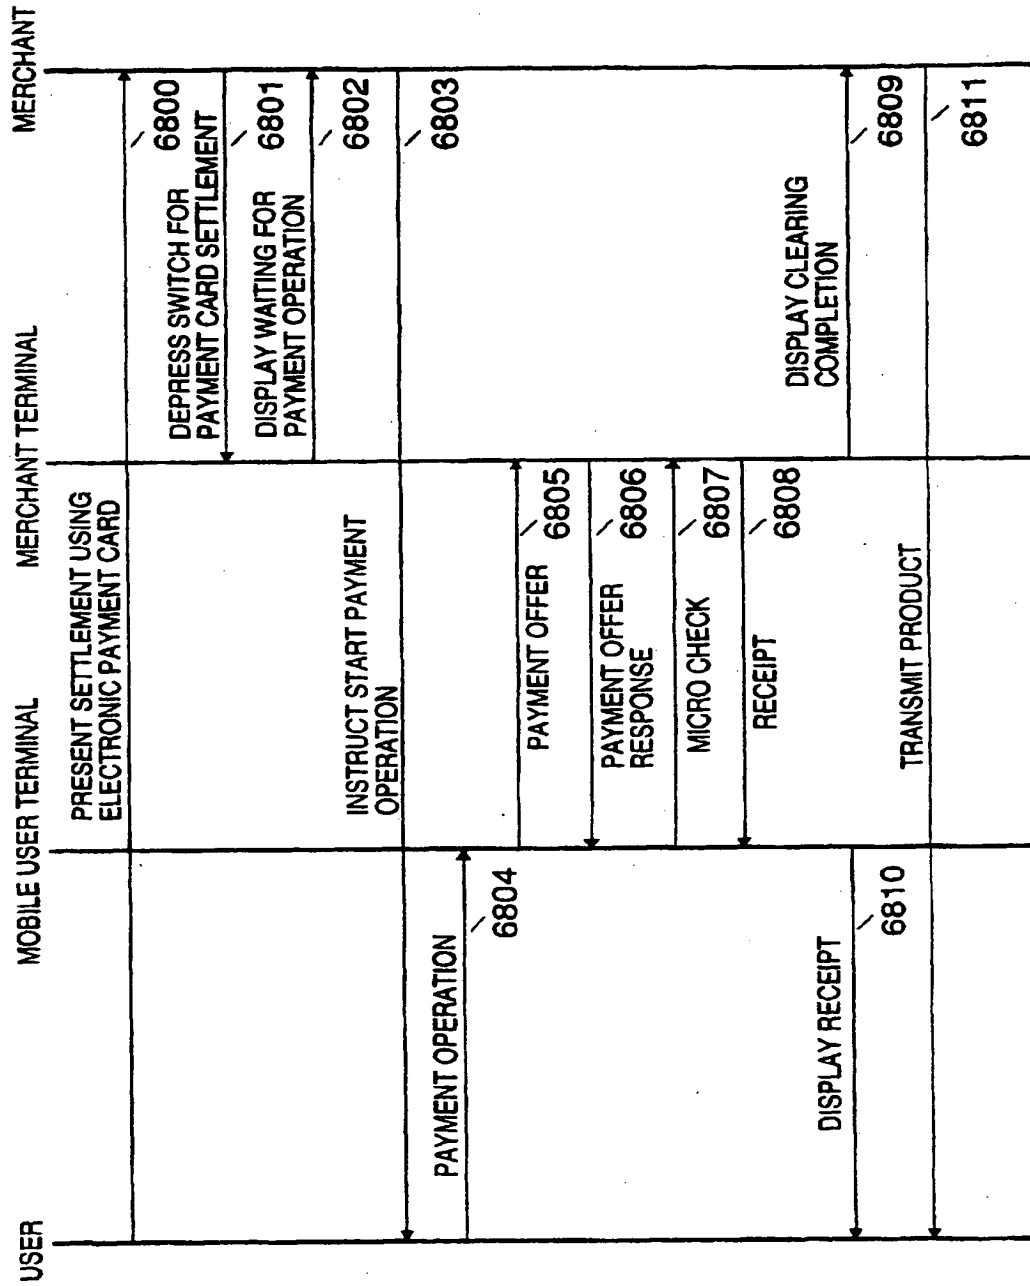 USER
MOBILE USER TERMINAL
MERCHANT TERMINAL
MERCHANT
PRESENT SETTLEMENT USING
ELECTRONIC PAYMENT CARD
6800
DEPRESS SWITCH FOR
PAYMENT CARD SETTLEMENT
6801
DISPLAY WAITING FOR
PAYMENT OPERATION
6802
INSTRUCT START PAYMENT
OPERATION
6803
PAYMENT OPERATION
6804
PAYMENT OFFER
6805
PAYMENT OFFER
RESPONSE
6806
MICRO CHECK
6807
RECEIPT
6808
DISPLAY CLEARING
COMPLETION
6809
DISPLAY RECEIPT
6810
TRANSMIT PRODUCT
6811